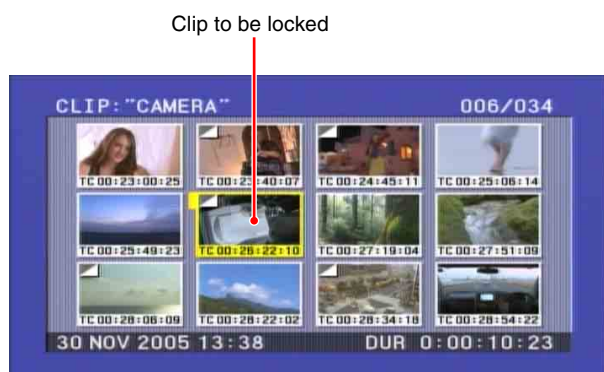 Clip to be locked
CLIP:"CAMERA" 006/034
TC 00:23:00:25 TC 00:23:40:07 TC 00:24:45:11 TC 00:25:06:14
TC 00:25:49:23 TC 00:26:22:10 TC 00:27:19:04 TC 00:27:51:09
TC 00:28:06:09 TC 00:28:22:02 TC 00:28:34:18 TC 00:28:54:22
30 NOV 2005 13:38 DUR 0:00:10:23